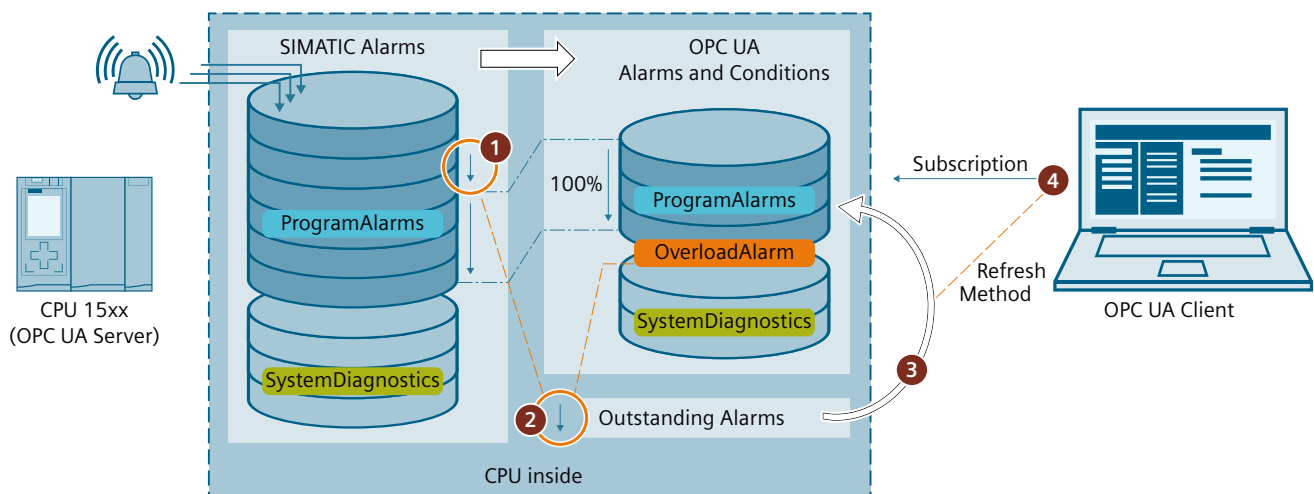 SIMATIC Alarms
OPC UA
Alarms and Conditions
1
100%
ProgramAlarms
ProgramAlarms
OverloadAlarm
SystemDiagnostics
SystemDiagnostics
CPU 15xx
(OPC UA Server)
Subscription
4
Refresh
Method
OPC UA Client
3
2
Outstanding Alarms
CPU inside